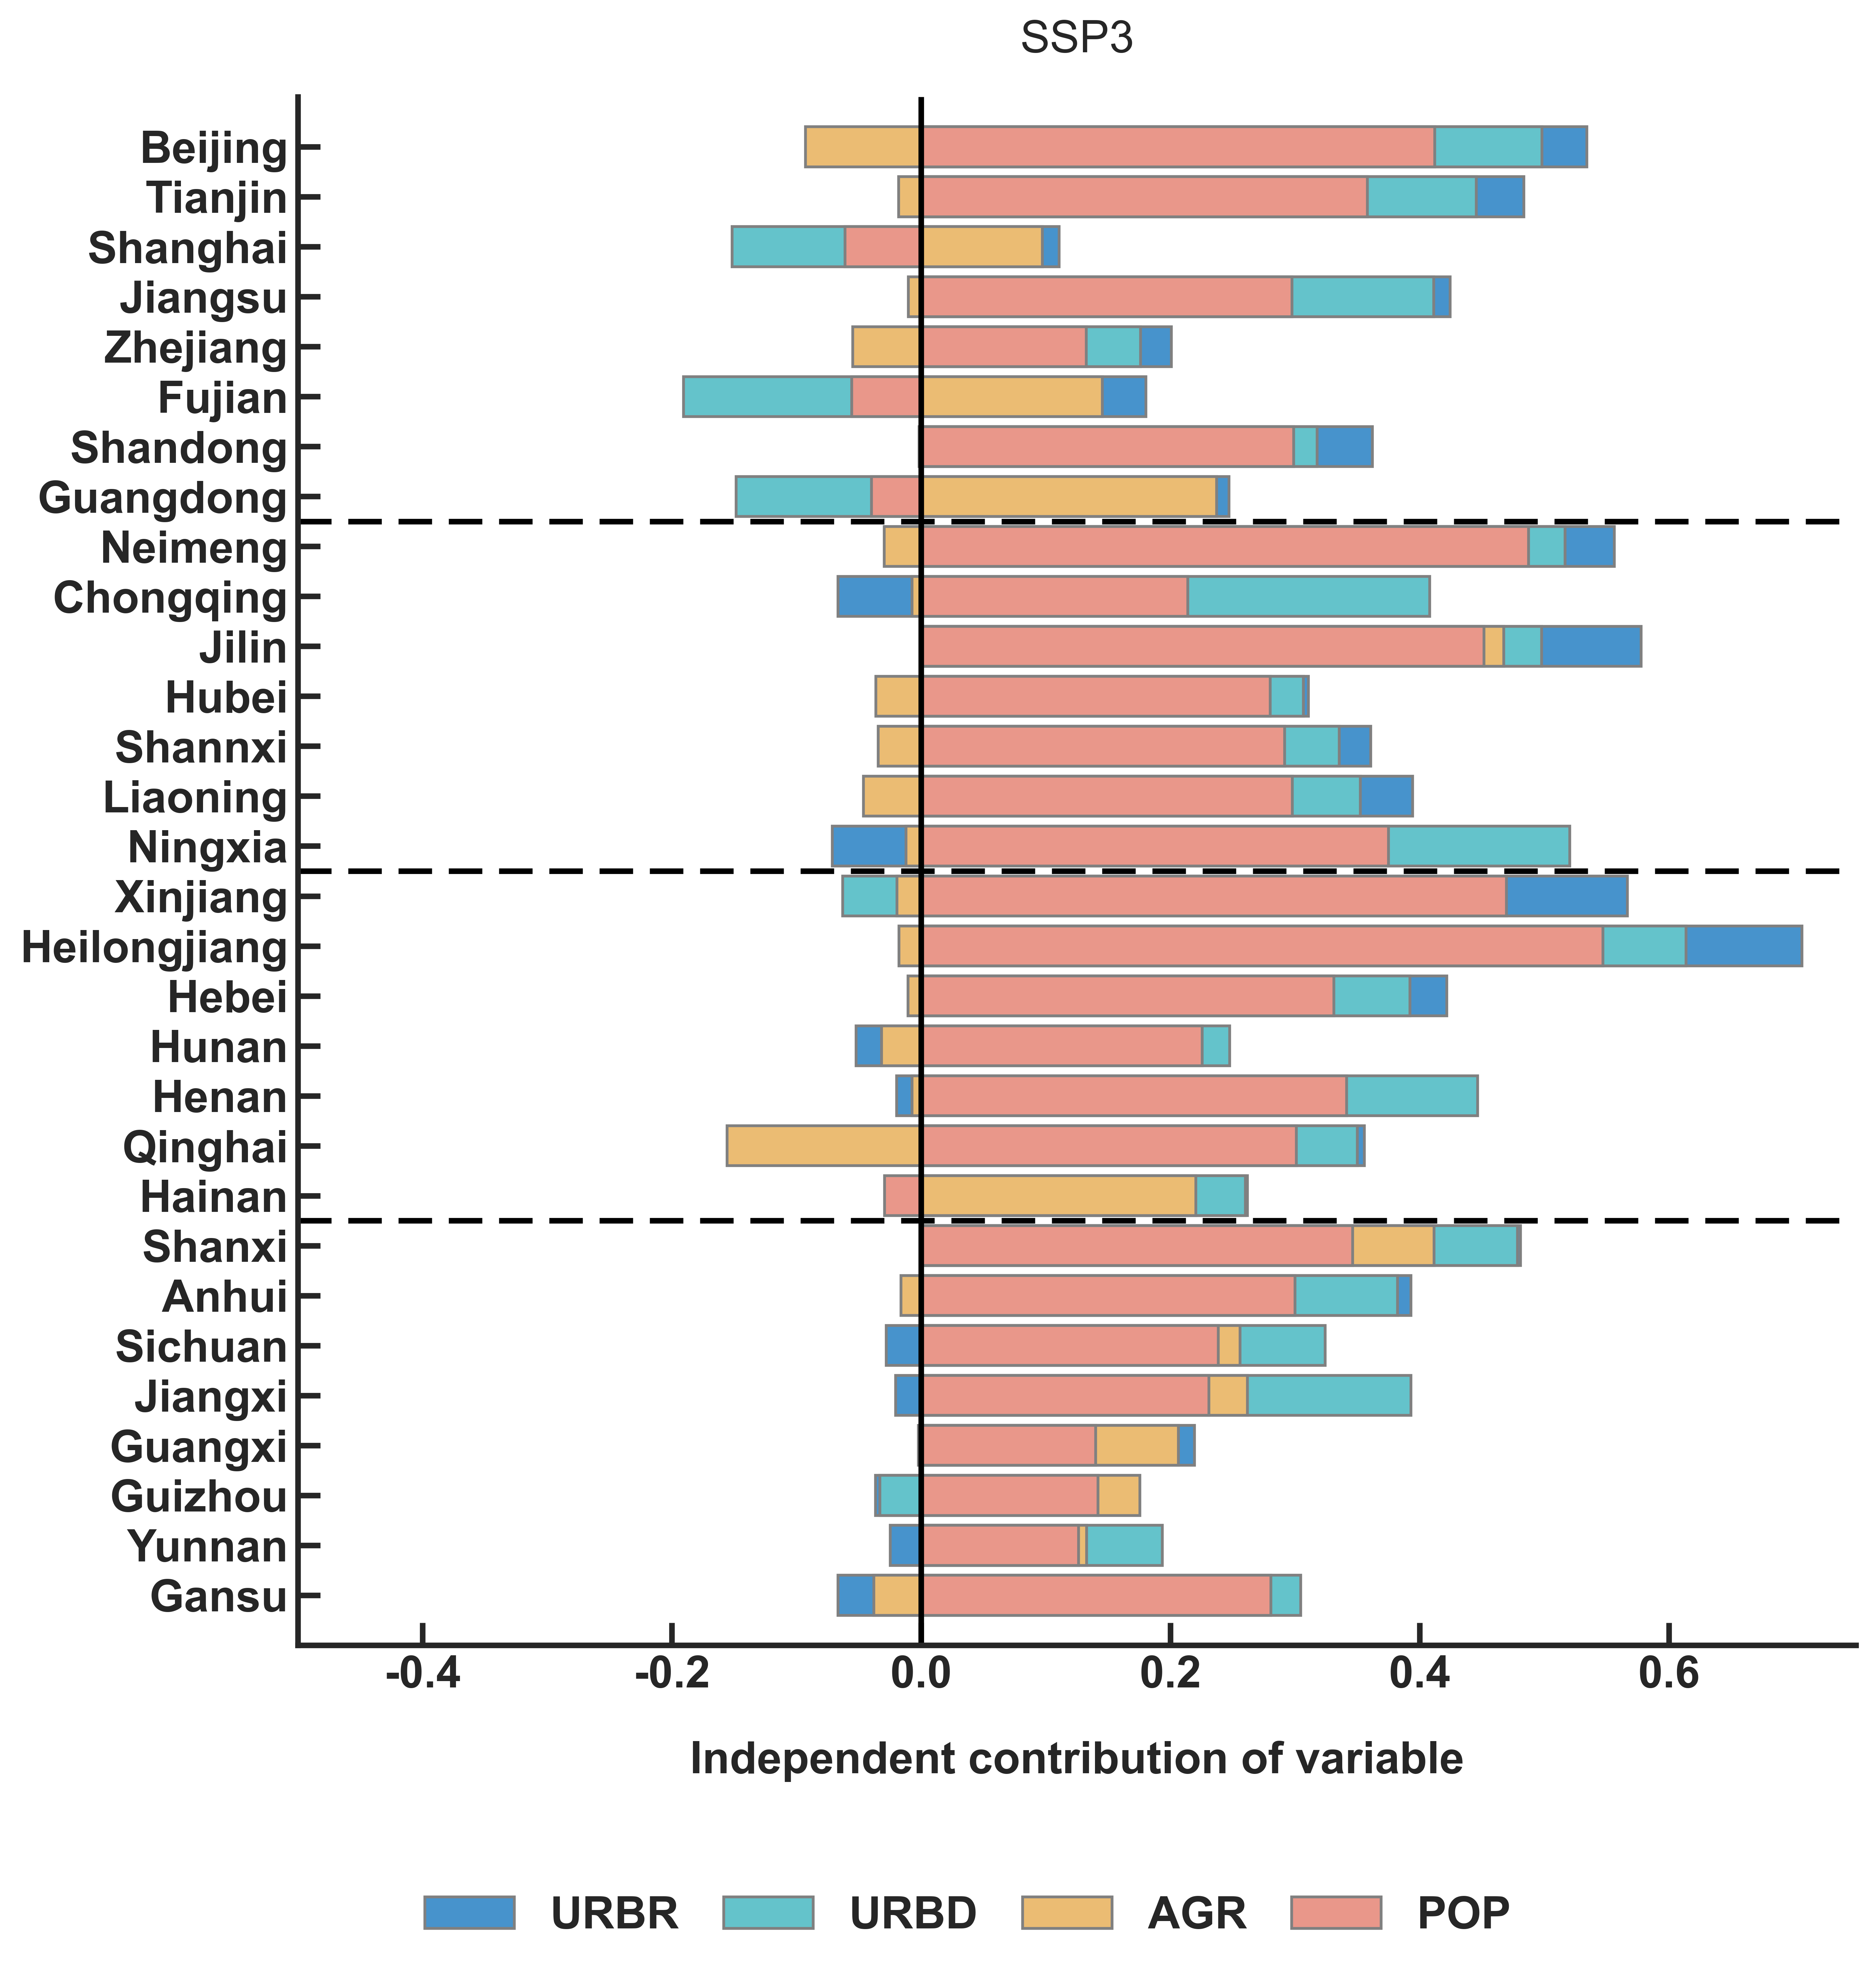 SSP3
Beijing
Tianjin
Shanghai
Jiangsu
Zhejiang
Fujian
Shandong
Guangdong
Neimeng
Chongqing
Jilin
Hubei
Shannxi
Liaoning
Ningxia
Xinjiang
Heilongjiang
Hebei
Hunan
Henan
Qinghai
Hainan
Shanxi
Anhui
Sichuan
Jiangxi
Guangxi
Guizhou
Yunnan
Gansu
-0.4 -0.2 0.0 0.2 0.4 0.6
Independent contribution of variable
URBR URBD AGR POP